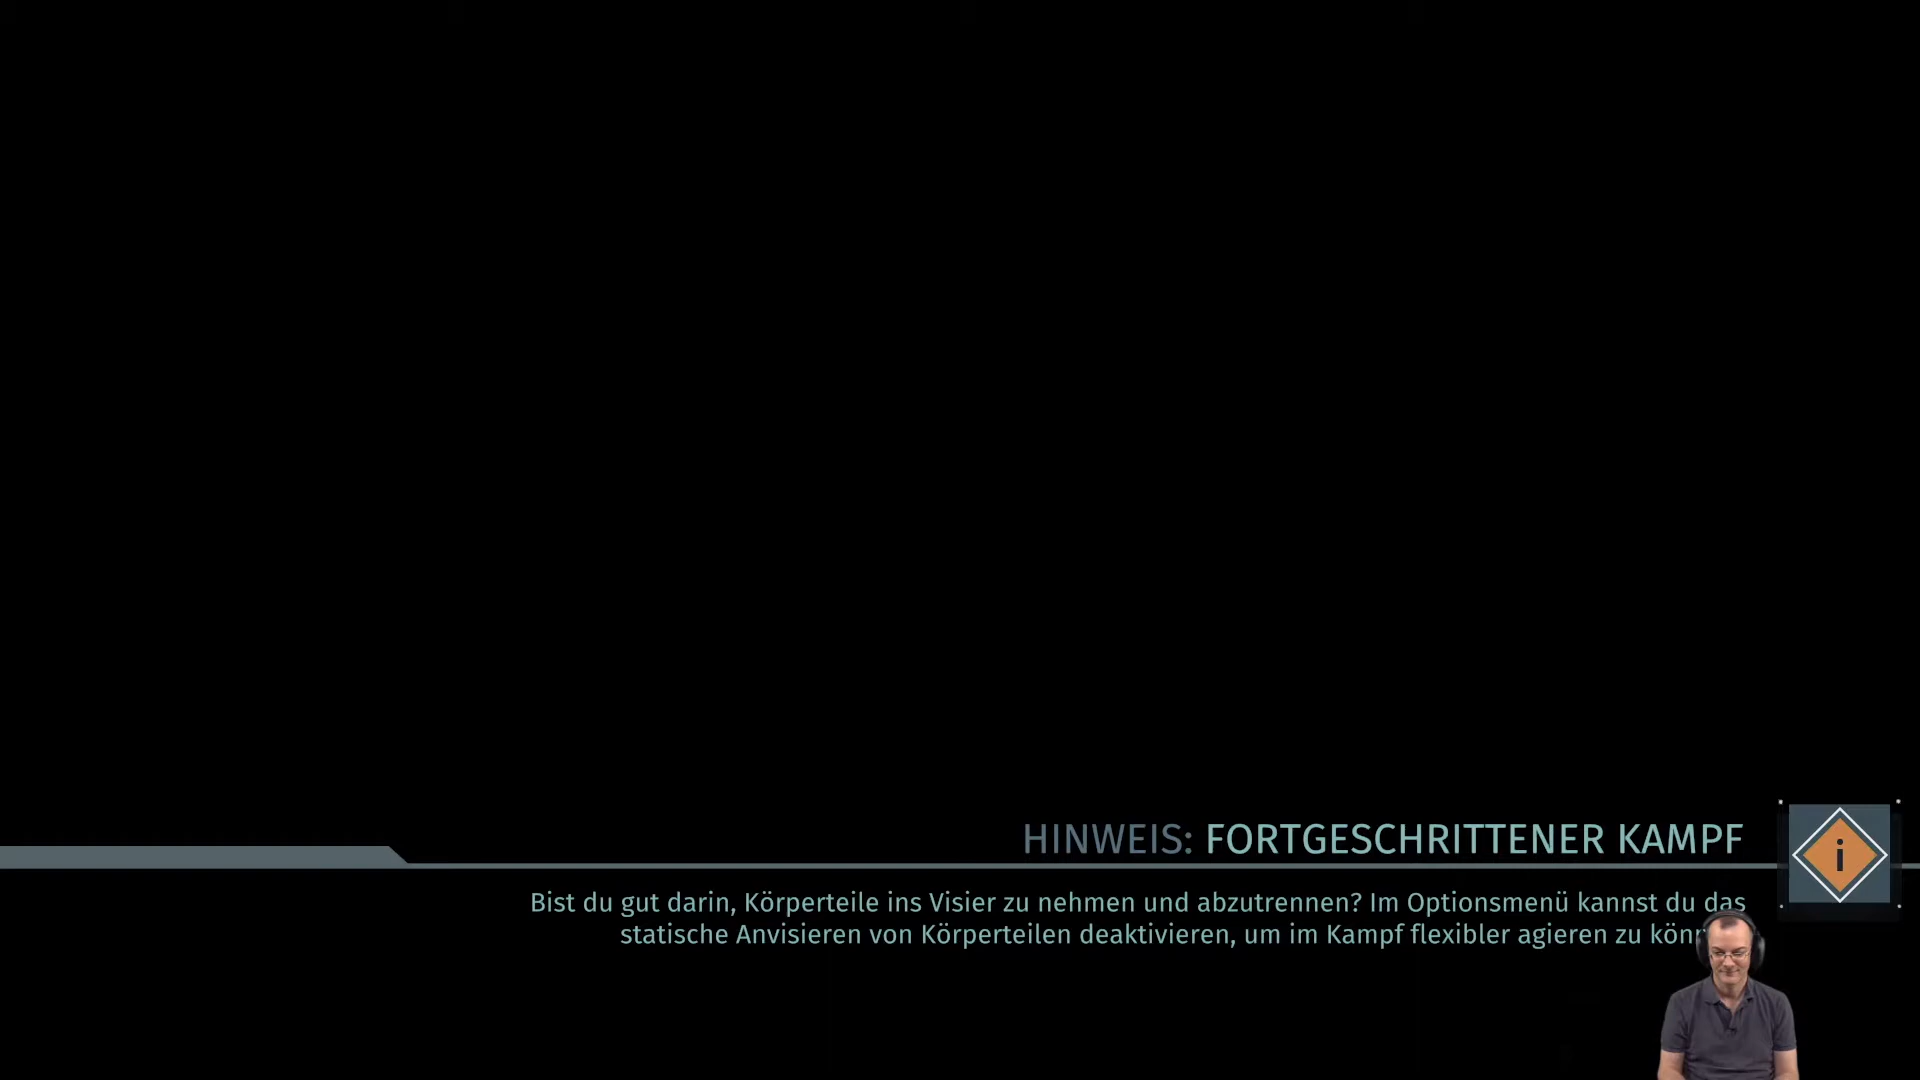 HINWEIS: FORTGESCHRITTENER KAMPF
i
Bist du gut darin, Körperteile ins Visier zu nehmen und abzutrennen? Im Optionsmenü kannst du das
statische Anvisieren von Körperteilen deaktivieren, um im Kampf flexibler agieren zu